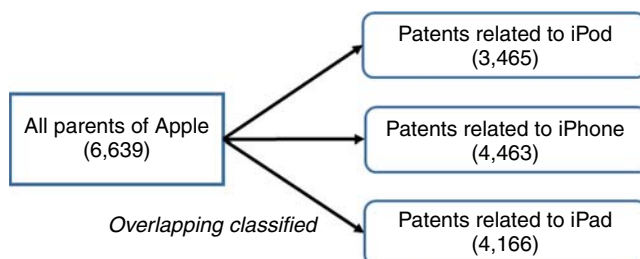 Patents related to iPod
(3,465)
All parents of Apple
(6,639)
Patents related to iPhone
(4,463)
Overlapping classified
Patents related to iPad
(4,166)